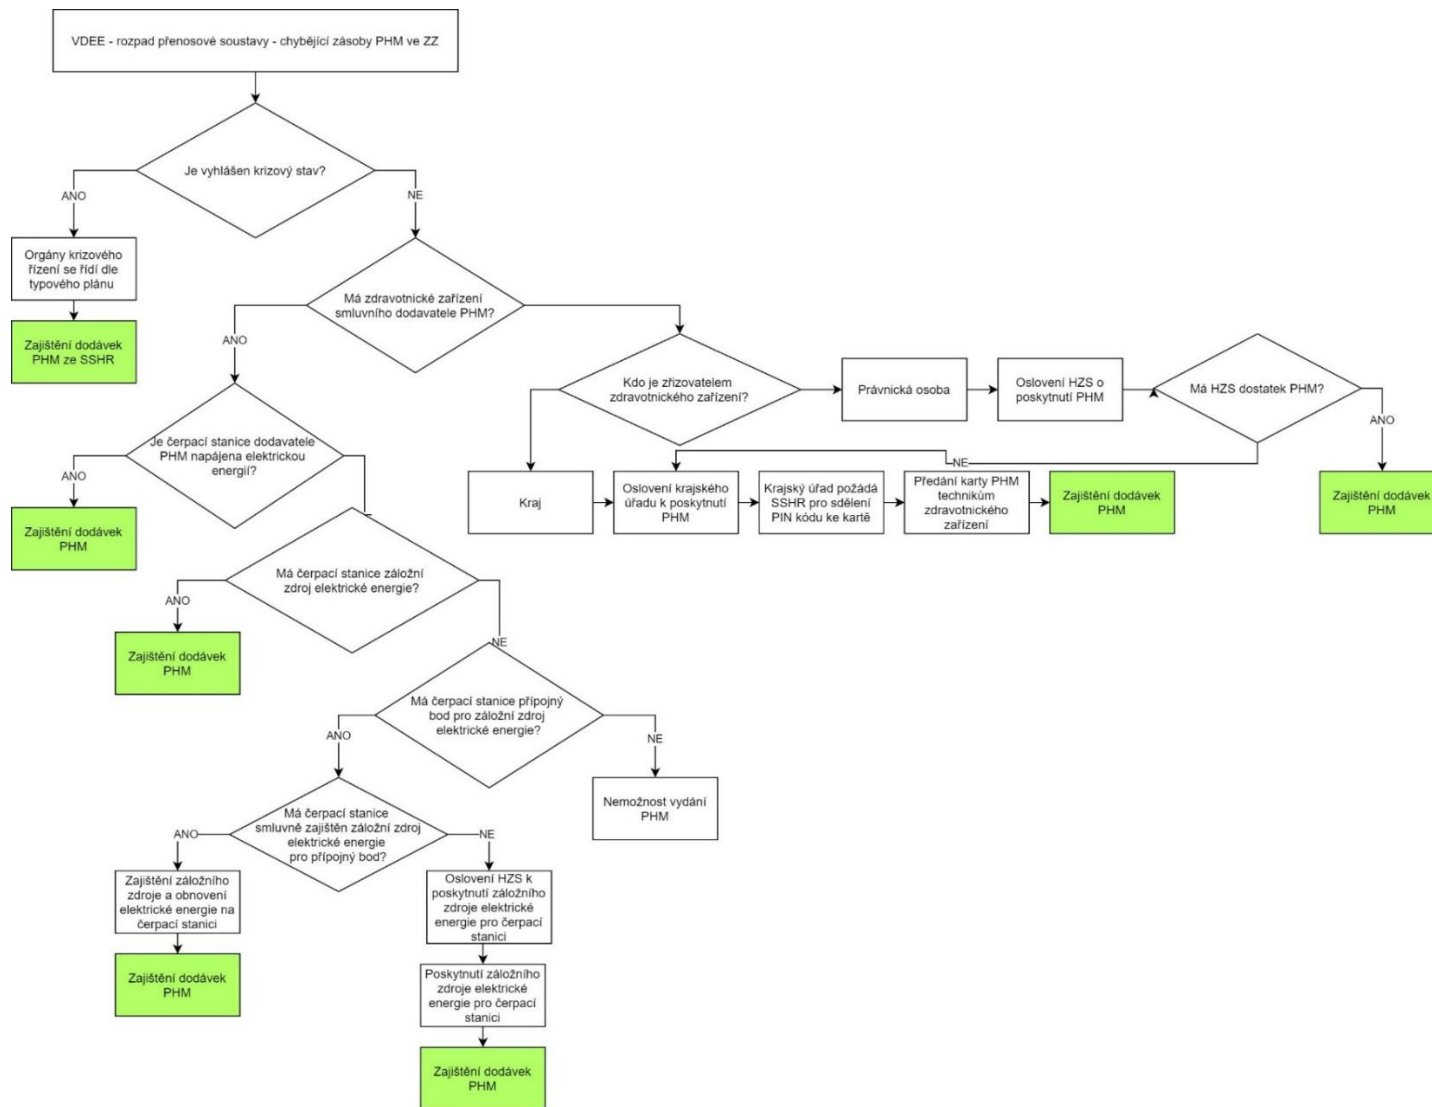 VDEE - rozpad přenosové soustavy - chybějící zásoby PHM ve ZZ
Je vyhlášen krizový stav?
ANO
NE
Orgány krizového
řízení se řídí dle
typového plánu
Zajištění dodávek
PHM ze SSHR
Má zdravotnické zařízení
smluvního dodavatele PHM?
ANO
Kdo je zřizovatelem
zdravotnického zařízení?
Právnická osoba
Oslovení HZS o
poskytnutí PHM
Má HZS dostatek PHM?
ANO
NE
Zajištění dodávek
PHM
Kraj
Oslovení krajského
úřadu k poskytnutí
PHM
Krajský úřad požádá
SSHR pro sdělení
PIN kódu ke kartě
Předání karty PHM
technikům
zdravotnického
zařízení
Zajištění dodávek
PHM
Je čerpací stanice dodavatele
PHM napájena elektrickou
energií?
ANO
Zajištění dodávek
PHM
Má čerpací stanice záložní
zdroj elektrické energie?
ANO
NE
Zajištění dodávek
PHM
Má čerpací stanice přípojný
bod pro záložní zdroj
elektrické energie?
ANO
NE
Nemožnost vydání
PHM
Má čerpací stanice
smluvně zajištěn záložní zdroj
elektrické energie
pro přípojný bod?
ANO
NE
Zajištění záložního
zdroje a obnovení
elektrické energie na
čerpací stanici
Zajištění dodávek
PHM
Oslovení HZS k
poskytnutí záložního
zdroje elektrické
energie pro čerpací
stanici
Poskytnutí záložního
zdroje elektrické
energie pro čerpací
stanici
Zajištění dodávek
PHM